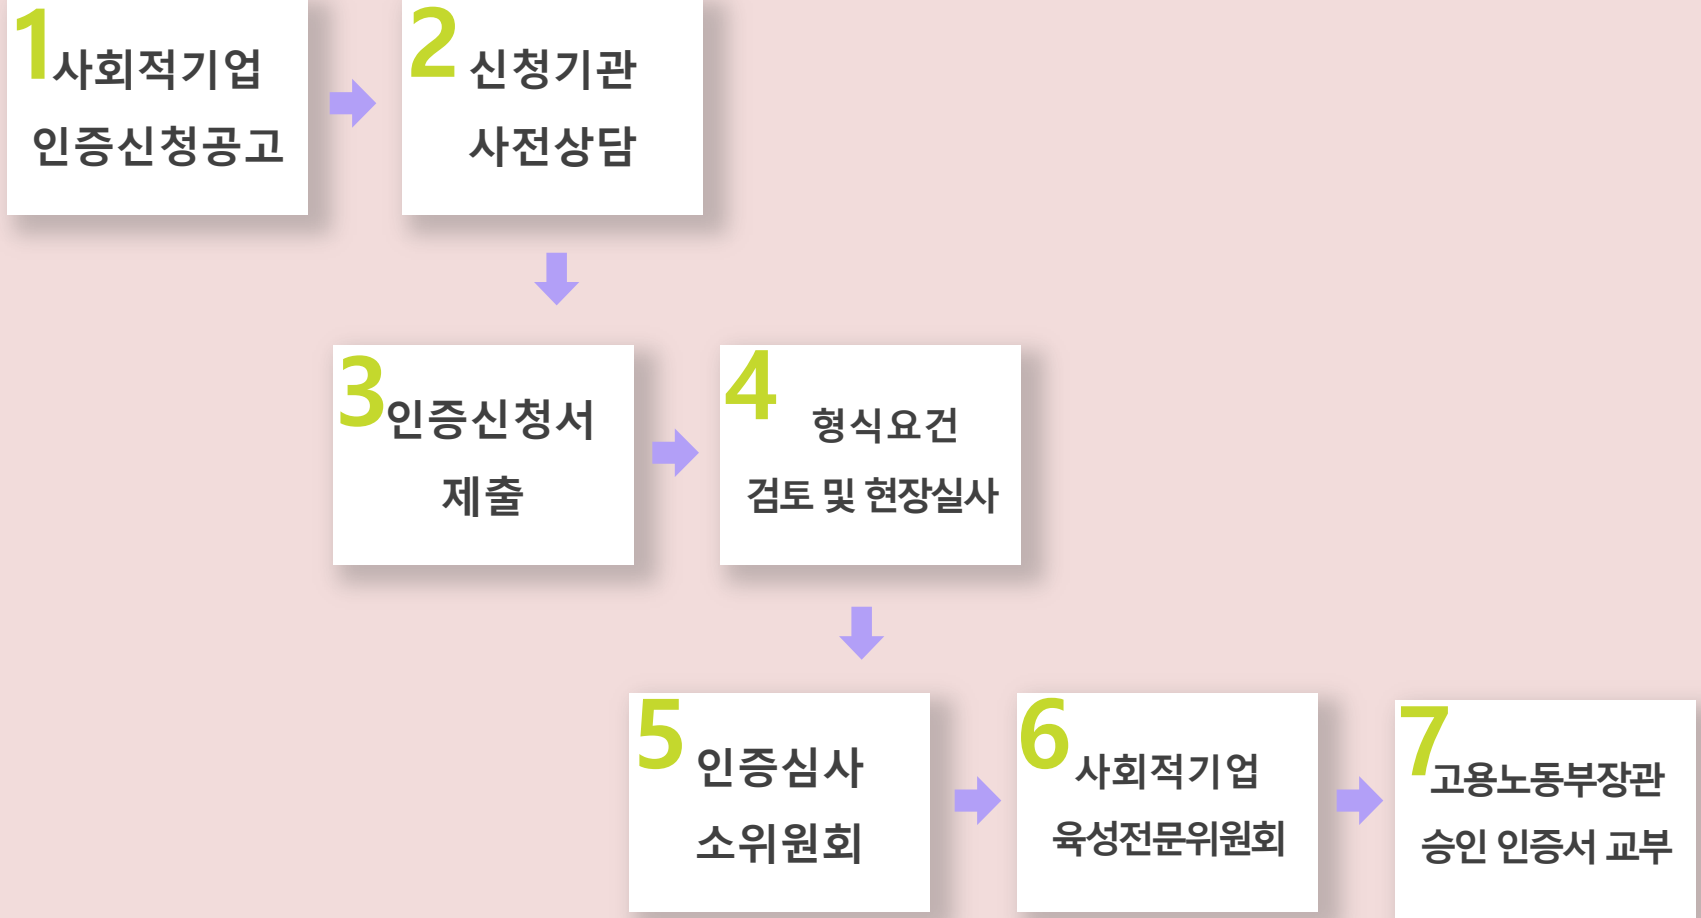 1
사회적기업
인증신청공고
2
신청기관
사전상담
3
인증신청서
제출
4
형식요건
검토 및 현장실사
5
인증심사
소위원회
6
사회적기업
육성전문위원회
7
고용노동부장관
승인 인증서 교부